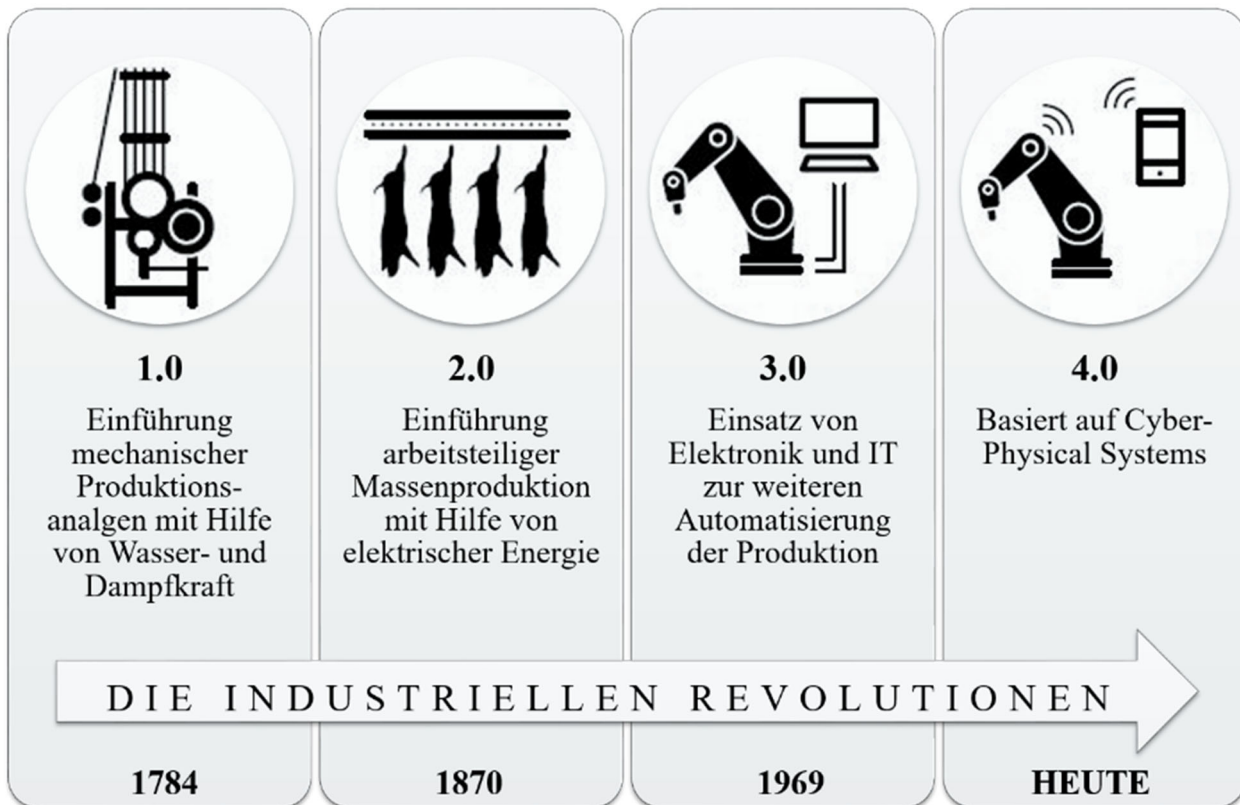 1.0
Einführung
mechanischer
Produktions-
analgen mit Hilfe
von Wasser- und
Dampfkraft
2.0
Einführung
arbeitsteiliger
Massenproduktion
mit Hilfe von
elektrischer Energie
3.0
Einsatz von
Elektronik und IT
zur weiteren
Automatisierung
der Produktion
4.0
Basiert auf Cyber-
Physical Systems
DIE INDUSTRIELLEN REVOLUTIONEN
1784
1870
1969
HEUTE